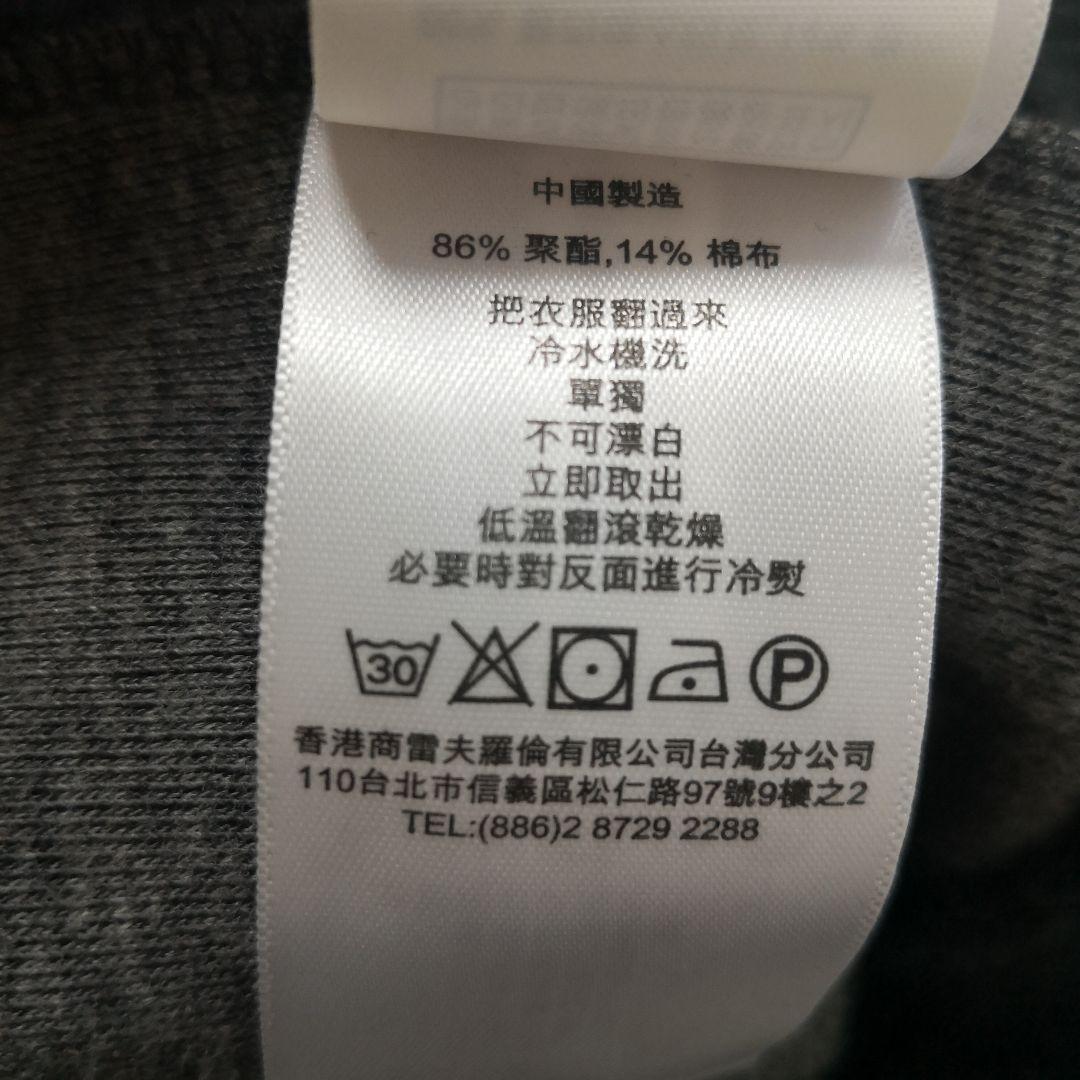 中國製造
86% 聚酯,14% 棉布
把衣服翻過來
冷水機洗
單獨
不可漂白
立即取出
低溫翻滾乾燥
必要時對反面進行冷熨
30
P
香港商雷夫羅倫有限公司台灣分公司
110台北市信義區松仁路97號9樓之2
TEL:(886)2 8729 2288